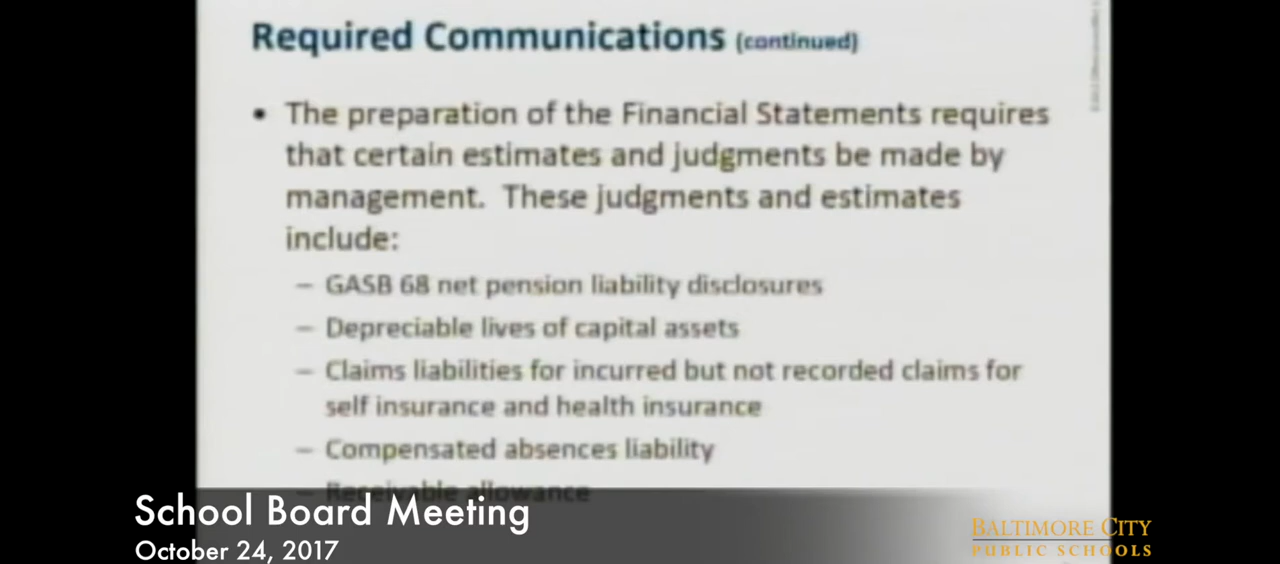 Required Communications (continued)
• The preparation of the Financial Statements requires
that certain estimates and judgments be made by
management. These judgments and estimates
include:
– GASB 68 net pension liability disclosures
– Depreciable lives of capital assets
– Claims liabilities for incurred but not recorded claims for
self insurance and health insurance
– Compensated absences liability
– Receivable allowance
School Board Meeting
October 24, 2017
BALTIMORE CITY
PUBLIC SCHOOLS